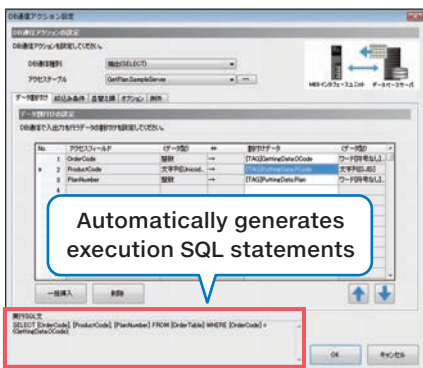 DB通信アクション設定
DB通信アクションの設定
DB通信アクションを設定してください。
DB通信種別 抽出(SELECT)
アクセステーブル GetPlan.SampleServer ...
MESインタフェースユニット データベースサーバ
データ割付け 絞込み条件 並替え順 オプション 例外
データ割付けの設定
DB通信で入出力を行うデータの割付けを設定してください。
No. アクセスフィールド (データ型) ⇔ 割付けデータ (データ型)
1 OrderCode 整数 → [TAG]GettingData.OCode ワード[符号なし]
2 ProductCode 文字列[Unicod.. → 文字列[SJIS]
3 PlanNumber 整数 → [TAG]PuttingData.Plan ワード[符号なし]
4
Automatically generates
execution SQL statements
一括挿入 削除
実行SQL文
SELECT [OrderCode], [ProductCode], [PlanNumber] FROM [OrderTable] WHERE [OrderCode] =
(GettingData.OCode);
OK キャンセル